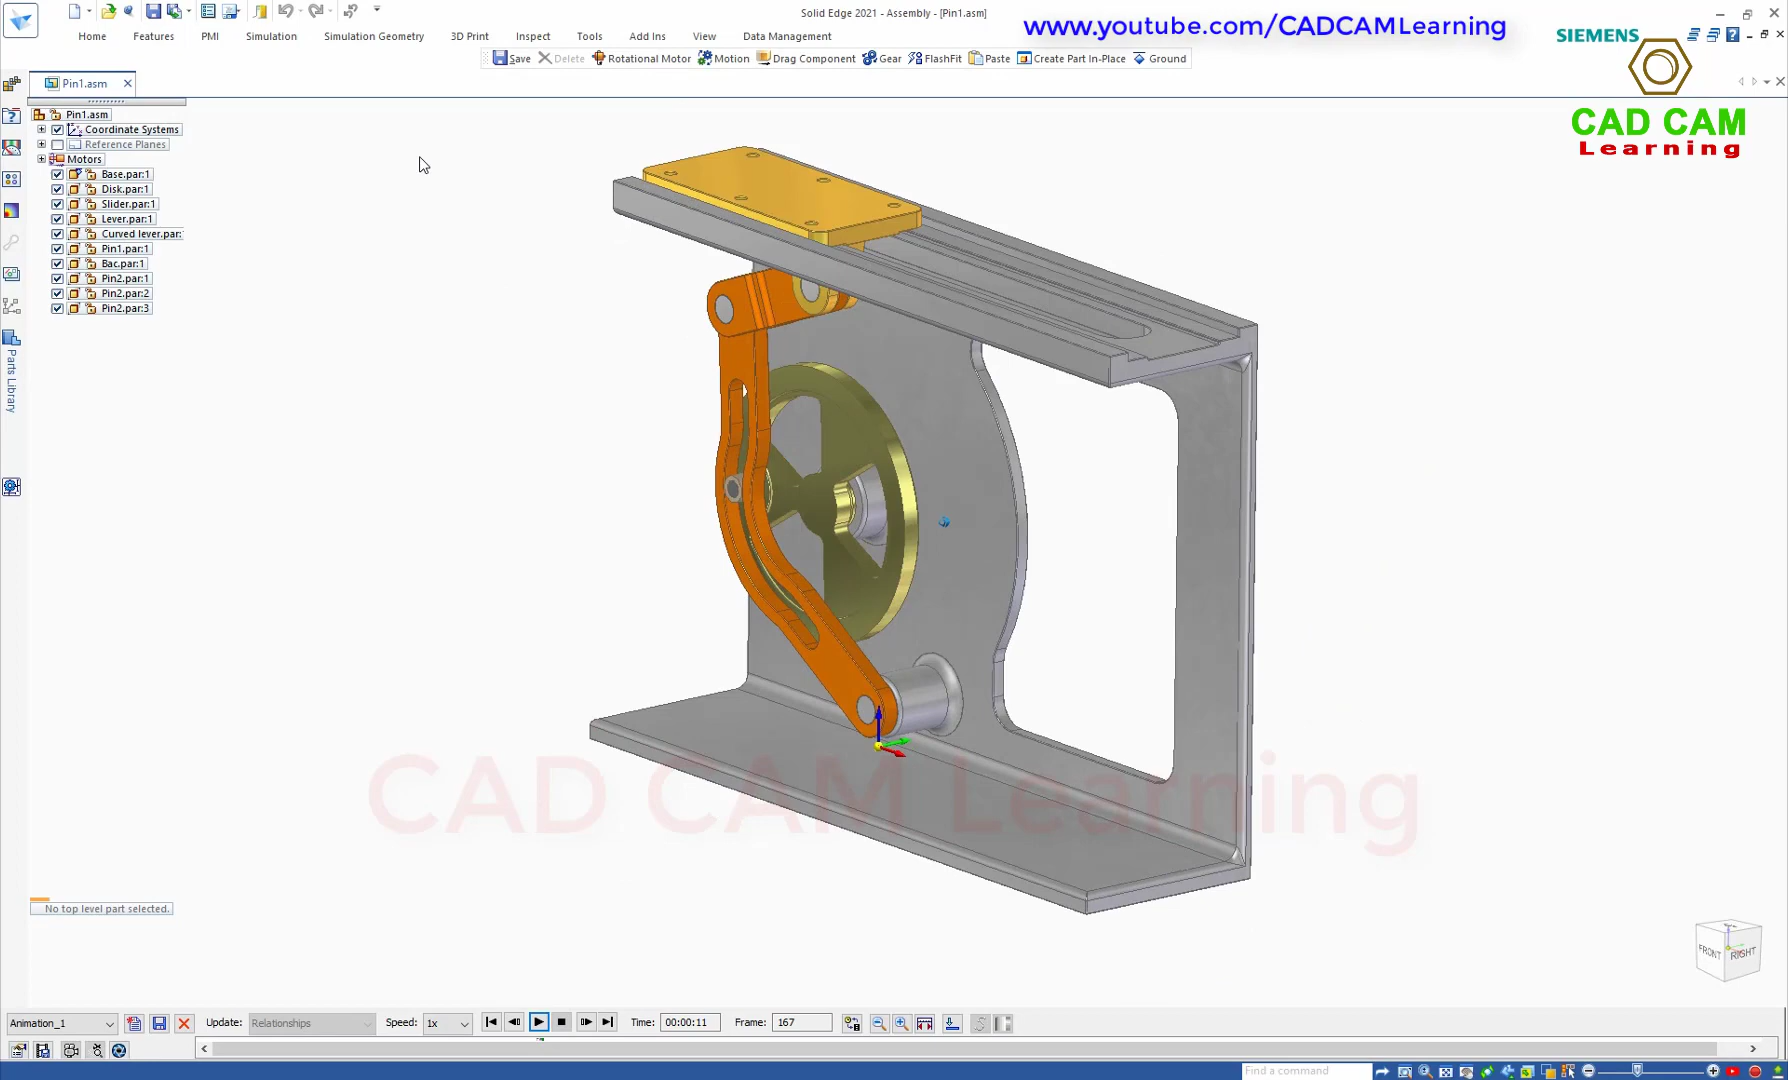 Solid Edge 2021 - Assembly - [Pin1.asm]
www.youtube.com/CADCAMLearning
SIEMENS
Home Features PMI Simulation Simulation Geometry 3D Print Inspect Tools Add Ins View Data Management
Save Delete Rotational Motor Motion Drag Component Gear FlashFit Paste Create Part In-Place Ground
Pin1.asm
CAD CAM
Learning
Pin1.asm
Coordinate Systems
Reference Planes
Motors
Base.par:1
Disk.par:1
Slider.par:1
Lever.par:1
Curved lever.par:
Pin1.par:1
Bac.par:1
Pin2.par:1
Pin2.par:2
Pin2.par:3
Parts Library
CAD CAM Learning
No top level part selected.
FRONT RIGHT
Animation_1 Update: Relationships Speed: 1x Time: 00:00:11 Frame: 167
Find a command